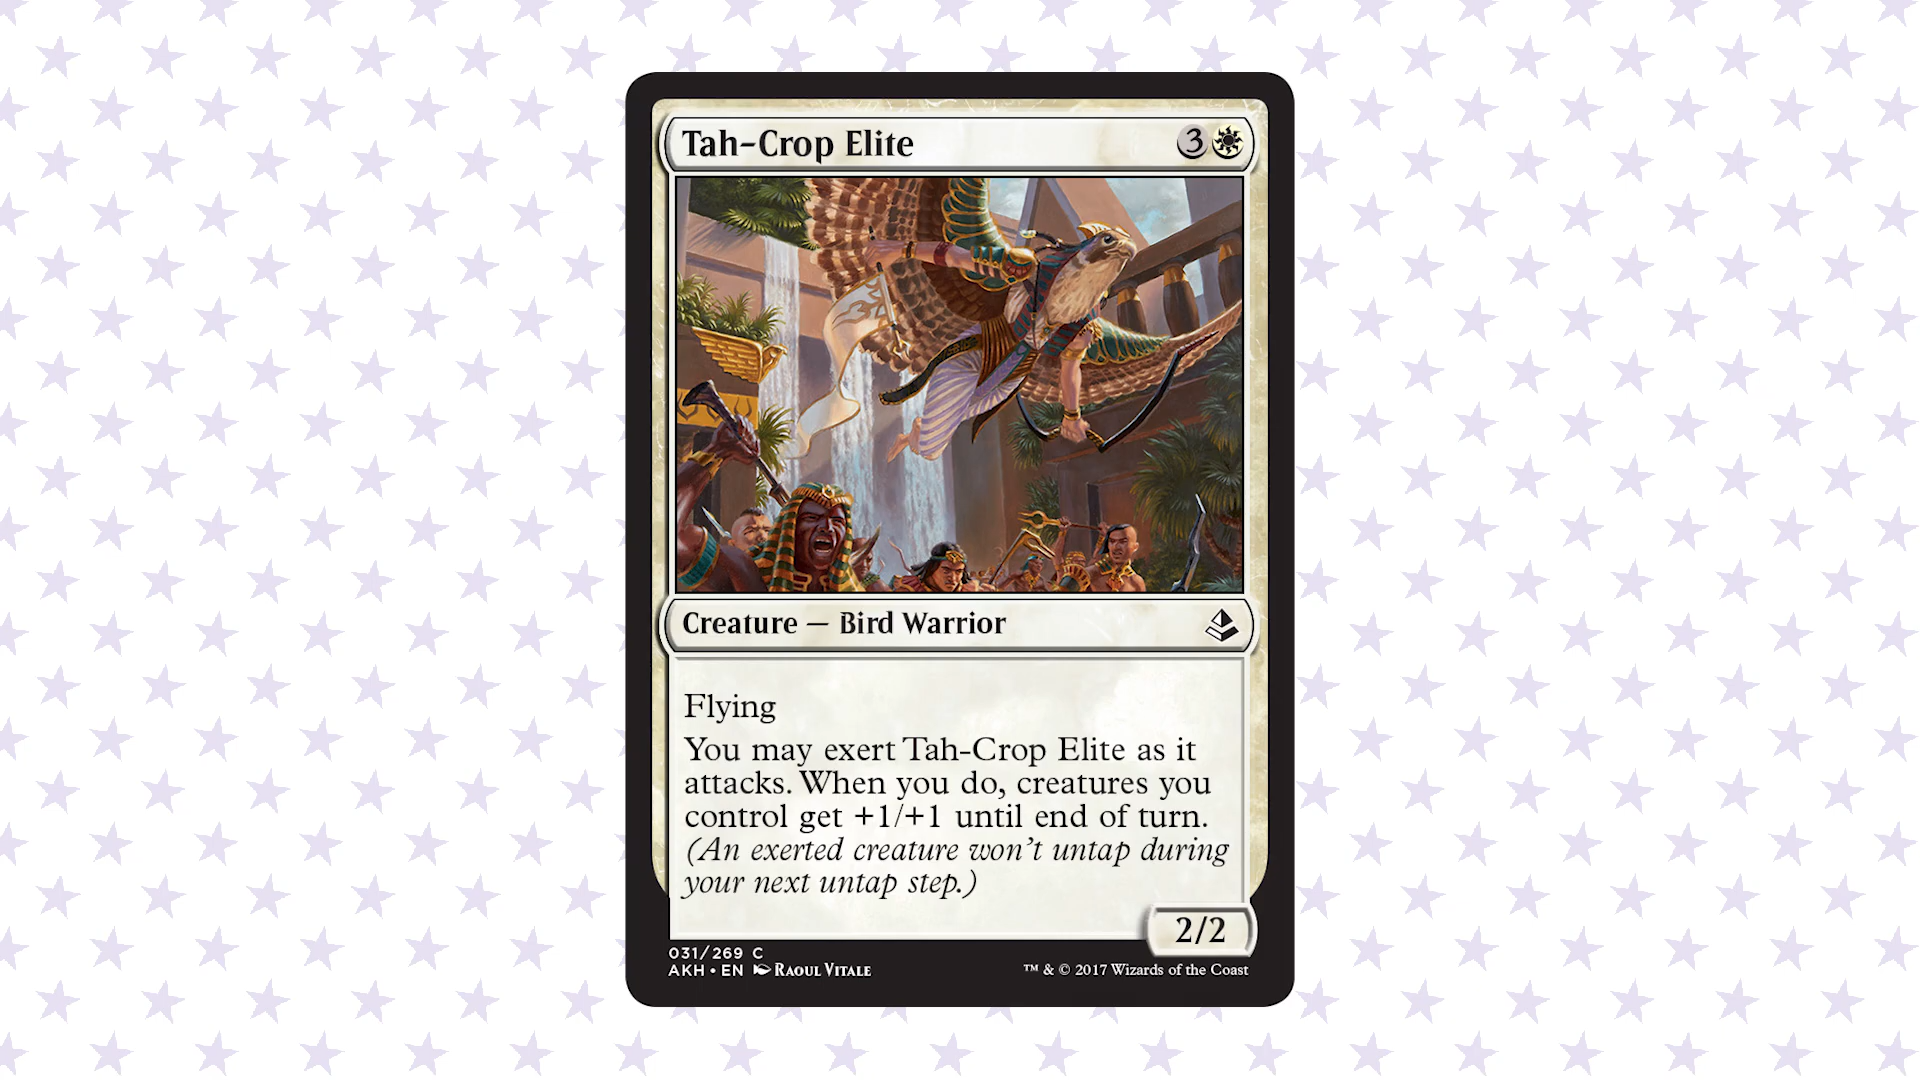 Tah-Crop Elite 3
Creature — Bird Warrior
Flying
You may exert Tah-Crop Elite as it
attacks. When you do, creatures you
control get +1/+1 until end of turn.
(An exerted creature won't untap during
your next untap step.)
2/2
031/269 C
AKH • EN Raoul Vitale
™ & © 2017 Wizards of the Coast